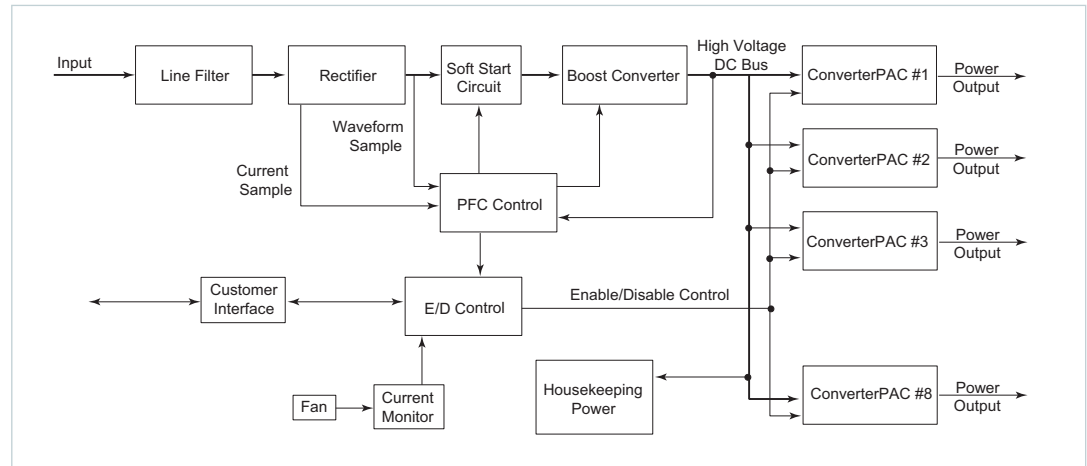 Input
Line Filter
Rectifier
Soft Start
Circuit
Boost Converter
High Voltage
DC Bus
ConverterPAC #1
Power
Output
Waveform
Sample
Current
Sample
PFC Control
ConverterPAC #2
Power
Output
ConverterPAC #3
Power
Output
Customer
Interface
E/D Control
Enable/Disable Control
Fan
Current
Monitor
Housekeeping
Power
ConverterPAC #8
Power
Output